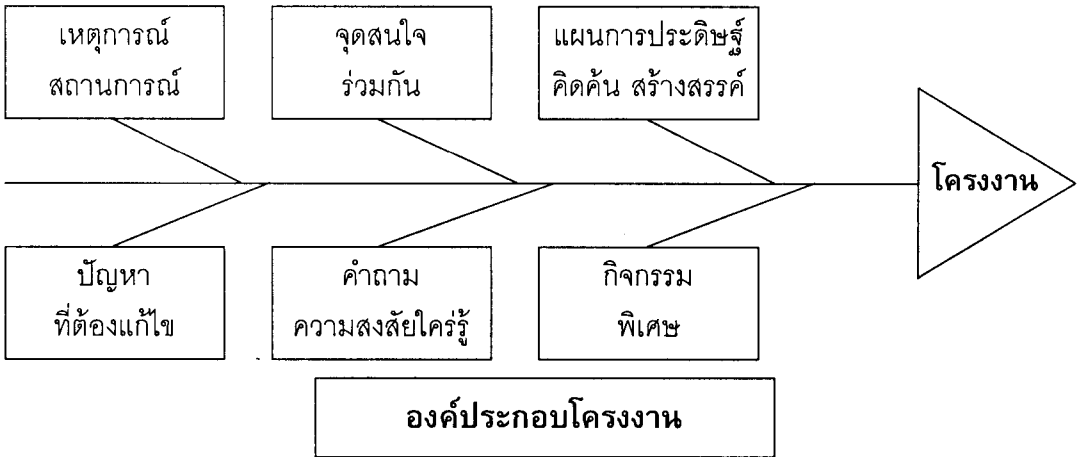 เหตุการณ์
สถานการณ์
จุดสนใจ
ร่วมกัน
แผนการประดิษฐ์
คิดค้น สร้างสรรค์
โครงงาน
ปัญหา
ที่ต้องแก้ไข
คำถาม
ความสงสัยใคร่รู้
กิจกรรม
พิเศษ
องค์ประกอบโครงงาน